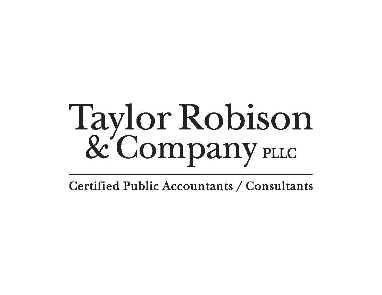 Taylor Robison
& Company PLLC
Certified Public Accountants / Consultants